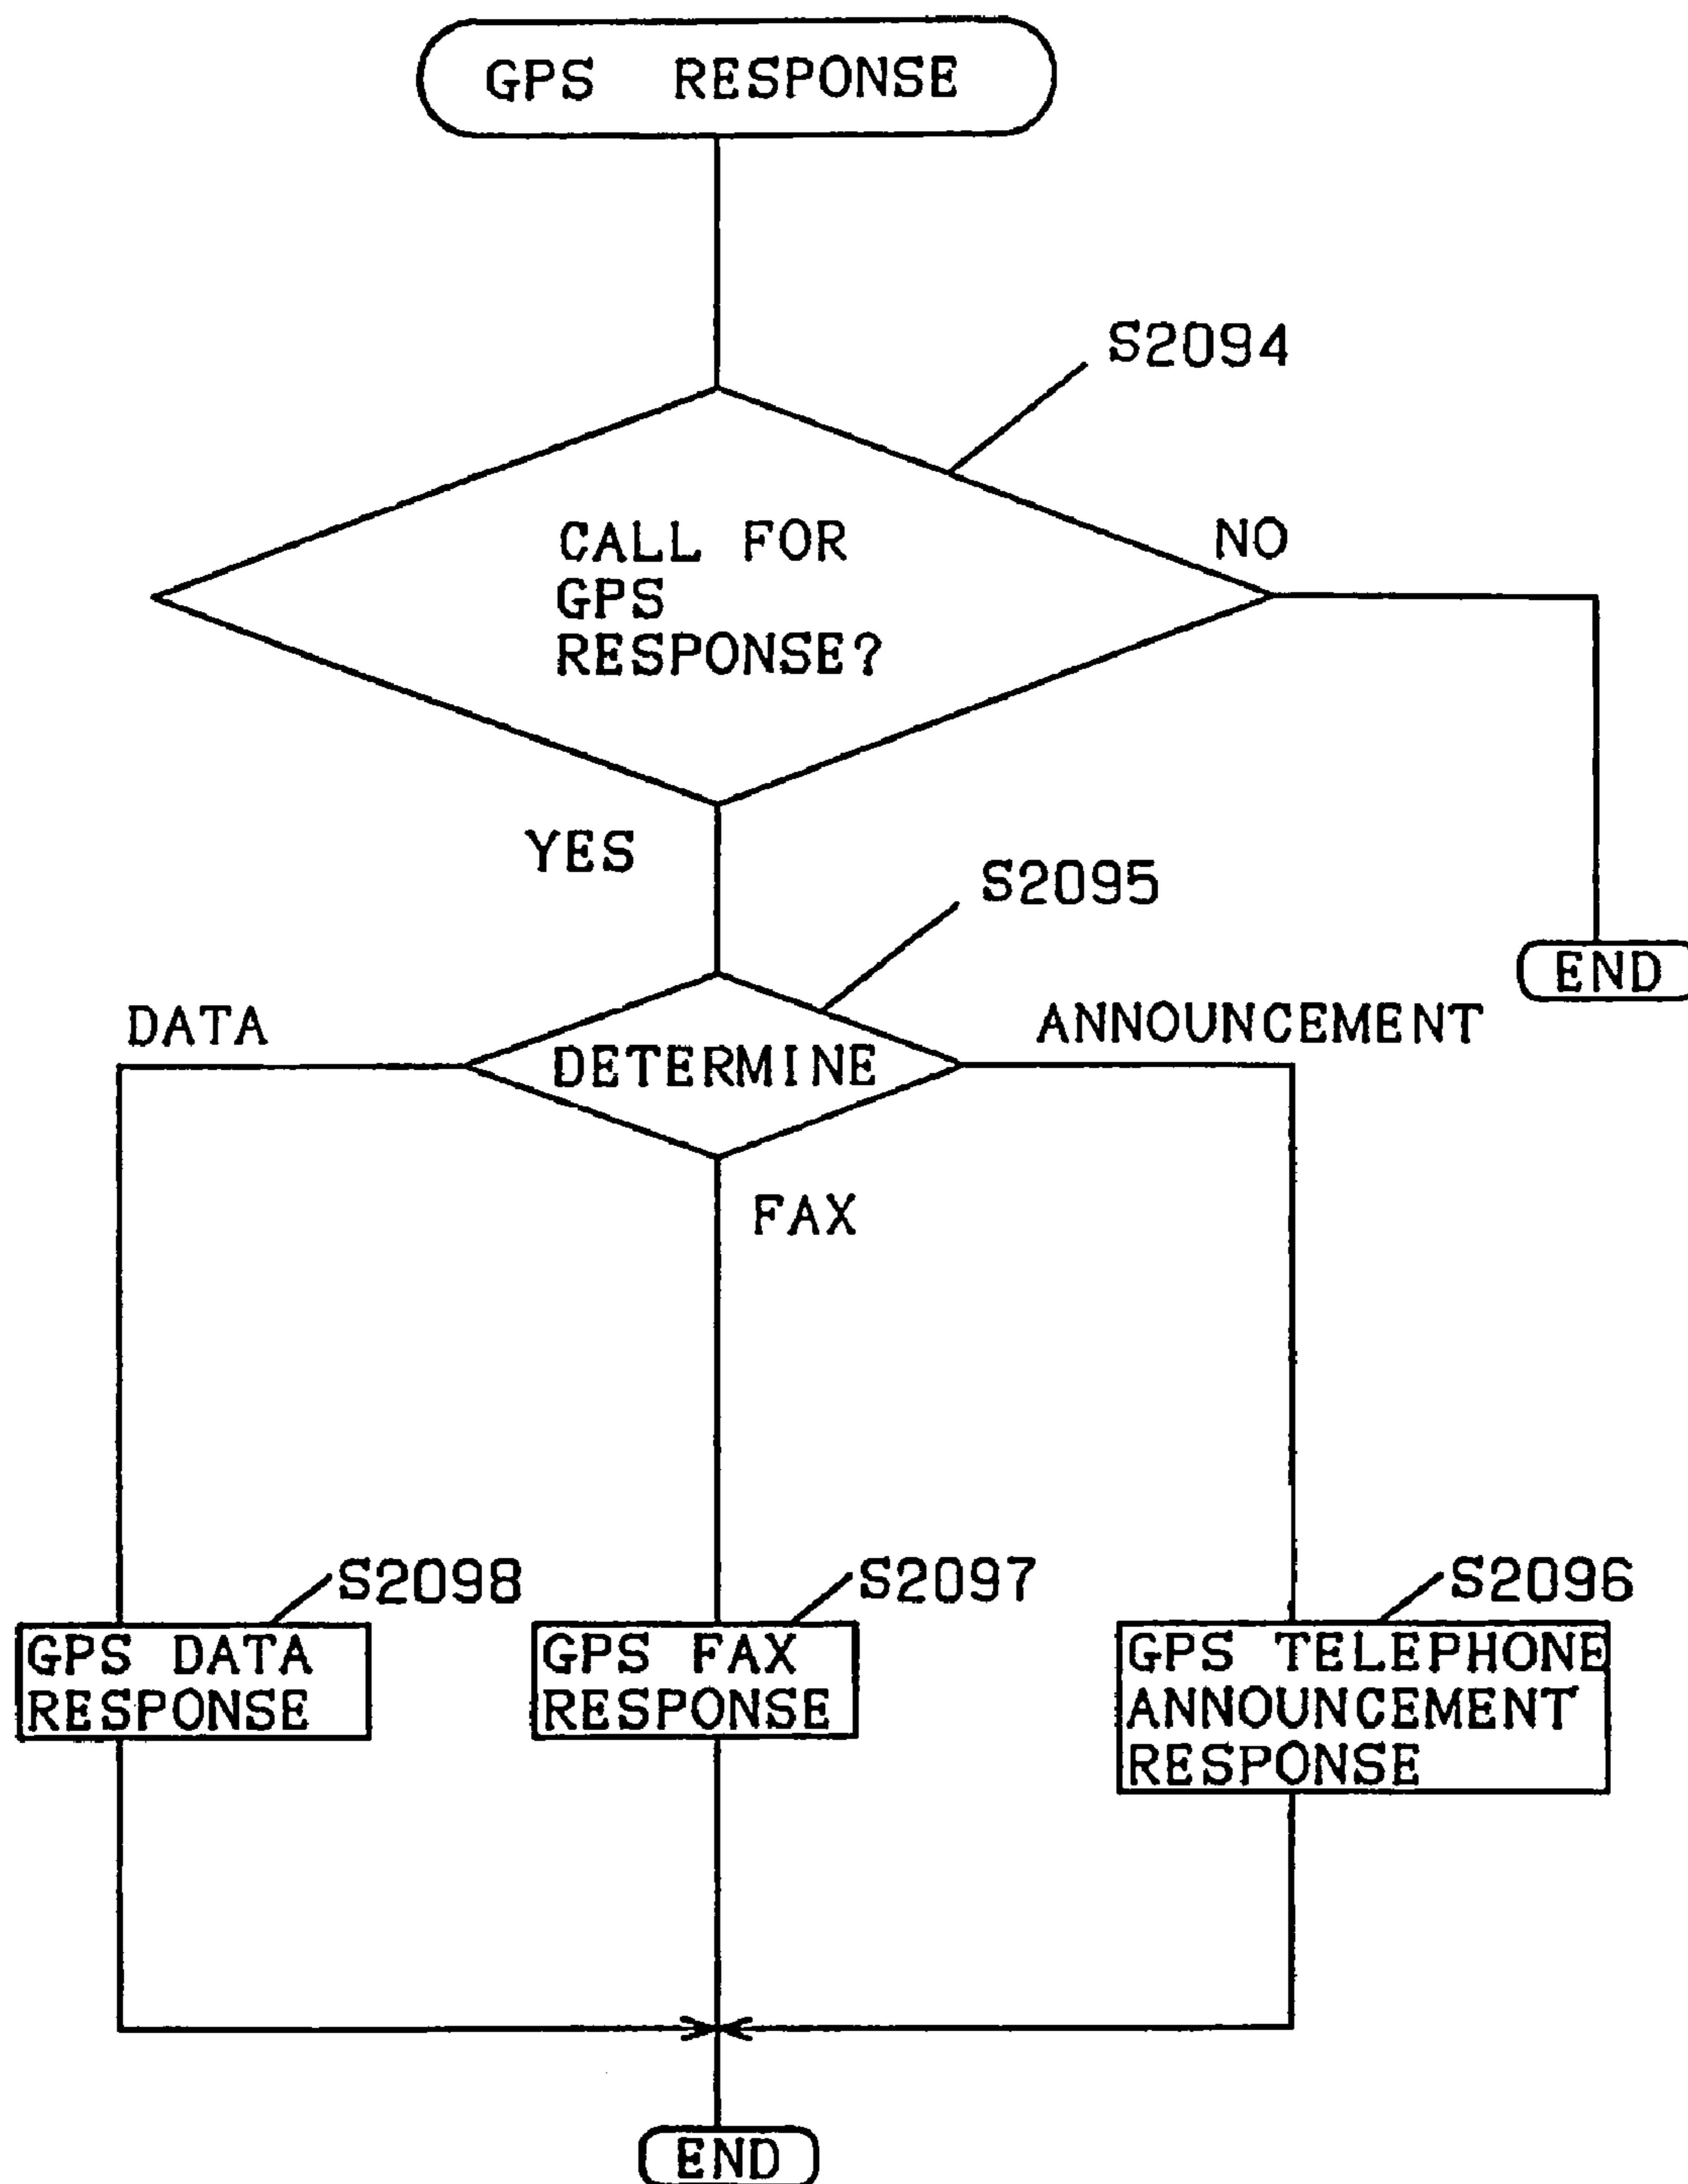 GPS RESPONSE
S2094
CALL FOR
GPS
RESPONSE?
NO
YES
S2095
END
DATA
DETERMINE
ANNOUNCEMENT
FAX
S2098
S2097
S2096
GPS DATA
RESPONSE
GPS FAX
RESPONSE
GPS TELEPHONE
ANNOUNCEMENT
RESPONSE
END